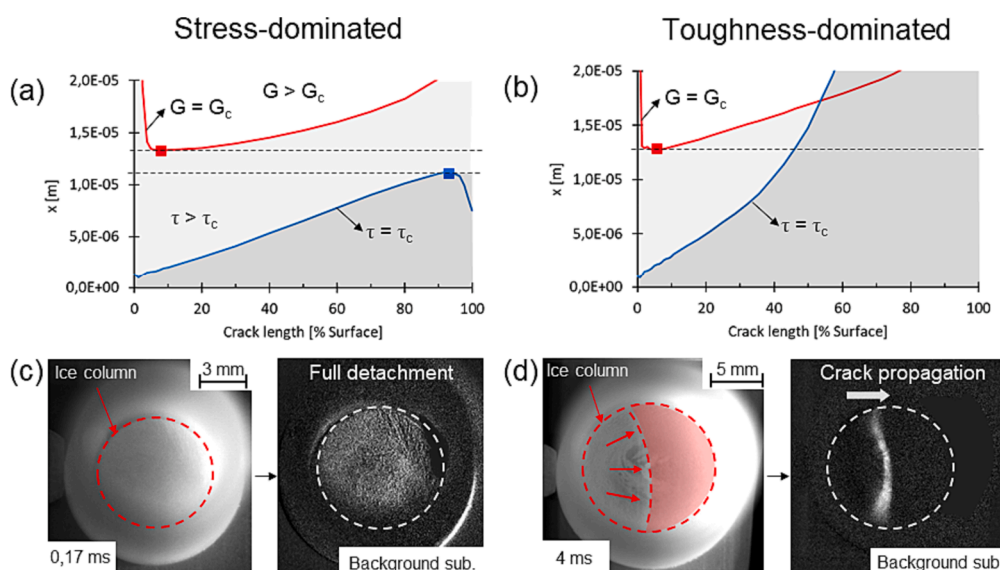 Stress-dominated
Toughness-dominated
(a)
2,0E-05
1,5E-05
1,0E-05
5,0E-06
0,0E+00
x [m]
G = Gc
G > Gc
τ > τc
τ = τc
0
20
40
60
80
100
Crack length [% Surface]
(b)
2,0E-05
1,5E-05
1,0E-05
5,0E-06
0,0E+00
x [m]
G = Gc
τ = τc
0
20
40
60
80
100
Crack length [% Surface]
(c)
Ice column
3 mm
0,17 ms
Full detachment
Background sub.
(d)
Ice column
5 mm
4 ms
Crack propagation
Background sub.